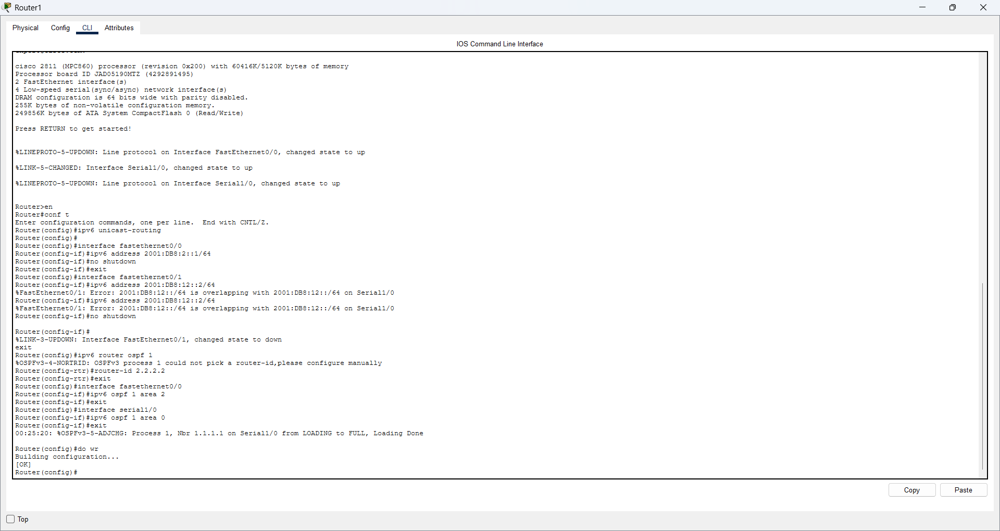 Router1
Physical Config CLI Attributes
IOS Command Line Interface
cisco 2811 (MPC860) processor (revision 0x200) with 60416K/5120K bytes of memory
Processor board ID JAD05190MTZ (4292891495)
2 FastEthernet interface(s)
4 Low-speed serial(sync/async) network interface(s)
DRAM configuration is 64 bits wide with parity disabled.
255K bytes of non-volatile configuration memory.
249856K bytes of ATA System CompactFlash 0 (Read/Write)
Press RETURN to get started!
%LINEPROTO-5-UPDOWN: Line protocol on Interface FastEthernet0/0, changed state to up
%LINK-5-CHANGED: Interface Serial1/0, changed state to up
%LINEPROTO-5-UPDOWN: Line protocol on Interface Serial1/0, changed state to up
Router>en
Router#conf t
Enter configuration commands, one per line.  End with CNTL/Z.
Router(config)#ipv6 unicast-routing
Router(config)#
Router(config)#interface fastethernet0/0
Router(config-if)#ipv6 address 2001:DB8:2::1/64
Router(config-if)#no shutdown
Router(config-if)#exit
Router(config)#interface fastethernet0/1
Router(config-if)#ipv6 address 2001:DB8:12::2/64
%FastEthernet0/1: Error: 2001:DB8:12::/64 is overlapping with 2001:DB8:12::/64 on Serial1/0
Router(config-if)#ipv6 address 2001:DB8:12::2/64
%FastEthernet0/1: Error: 2001:DB8:12::/64 is overlapping with 2001:DB8:12::/64 on Serial1/0
Router(config-if)#no shutdown
Router(config-if)#
%LINK-3-UPDOWN: Interface FastEthernet0/1, changed state to down
exit
Router(config)#ipv6 router ospf 1
%OSPFv3-4-NORTRID: OSPFv3 process 1 could not pick a router-id,please configure manually
Router(config-rtr)#router-id 2.2.2.2
Router(config-rtr)#exit
Router(config)#interface fastethernet0/0
Router(config-if)#ipv6 ospf 1 area 2
Router(config-if)#exit
Router(config)#interface serial1/0
Router(config-if)#ipv6 ospf 1 area 0
Router(config-if)#exit
00:25:20: %OSPFv3-5-ADJCHG: Process 1, Nbr 1.1.1.1 on Serial1/0 from LOADING to FULL, Loading Done
Router(config)#do wr
Building configuration...
[OK]
Router(config)#
Copy Paste
Top